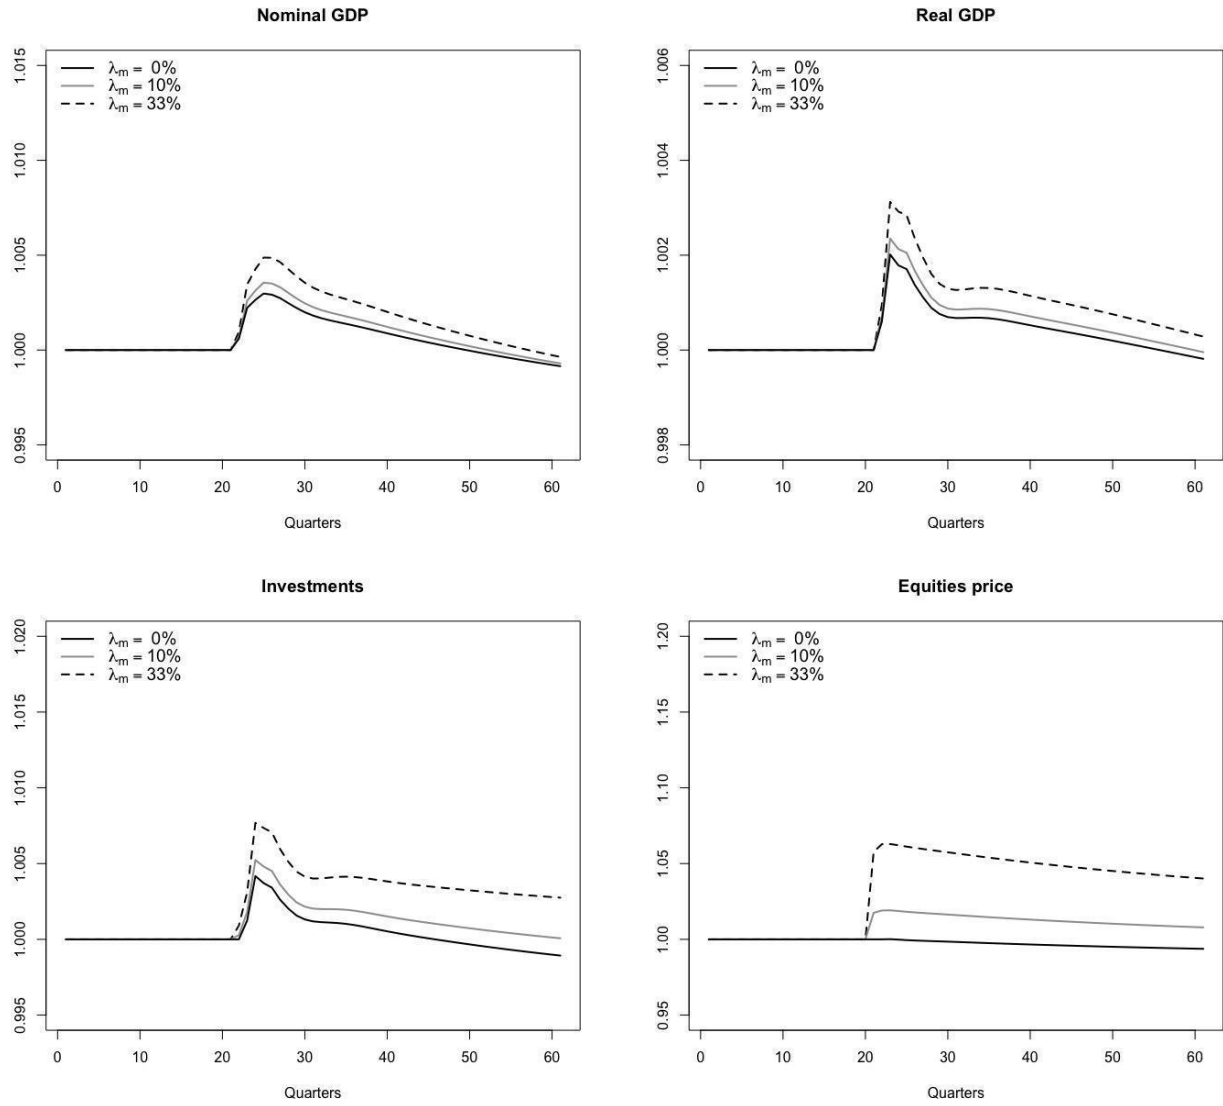 Nominal GDP
1.015
1.010
1.005
1.000
0.995
λm = 0%
λm = 10%
λm = 33%
0 10 20 30 40 50 60
Quarters
Real GDP
1.006
1.004
1.002
1.000
0.998
λm = 0%
λm = 10%
λm = 33%
0 10 20 30 40 50 60
Quarters
Investments
1.020
1.015
1.010
1.005
1.000
0.995
λm = 0%
λm = 10%
λm = 33%
0 10 20 30 40 50 60
Quarters
Equities price
1.20
1.15
1.10
1.05
1.00
0.95
λm = 0%
λm = 10%
λm = 33%
0 10 20 30 40 50 60
Quarters